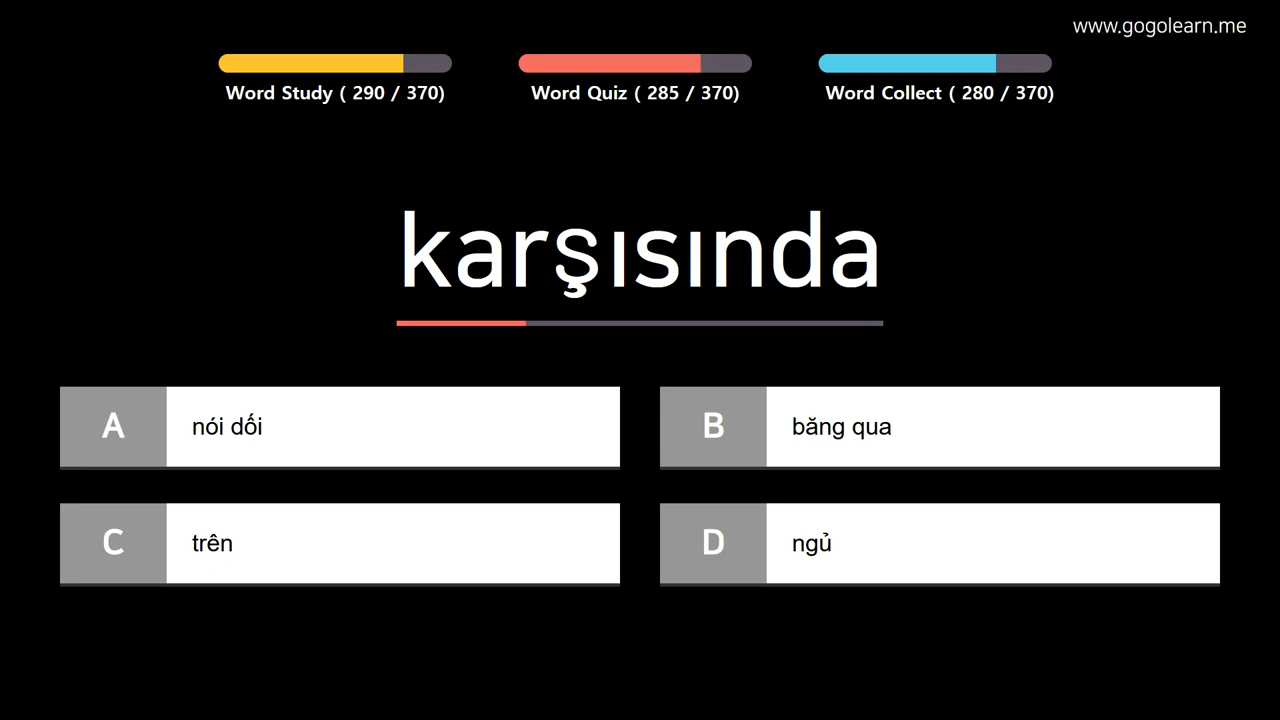 www.gogolearn.me
Word Study ( 290 / 370)
Word Quiz ( 285 / 370)
Word Collect ( 280 / 370)
karşısında
A nói dối
B băng qua
C trên
D ngủ